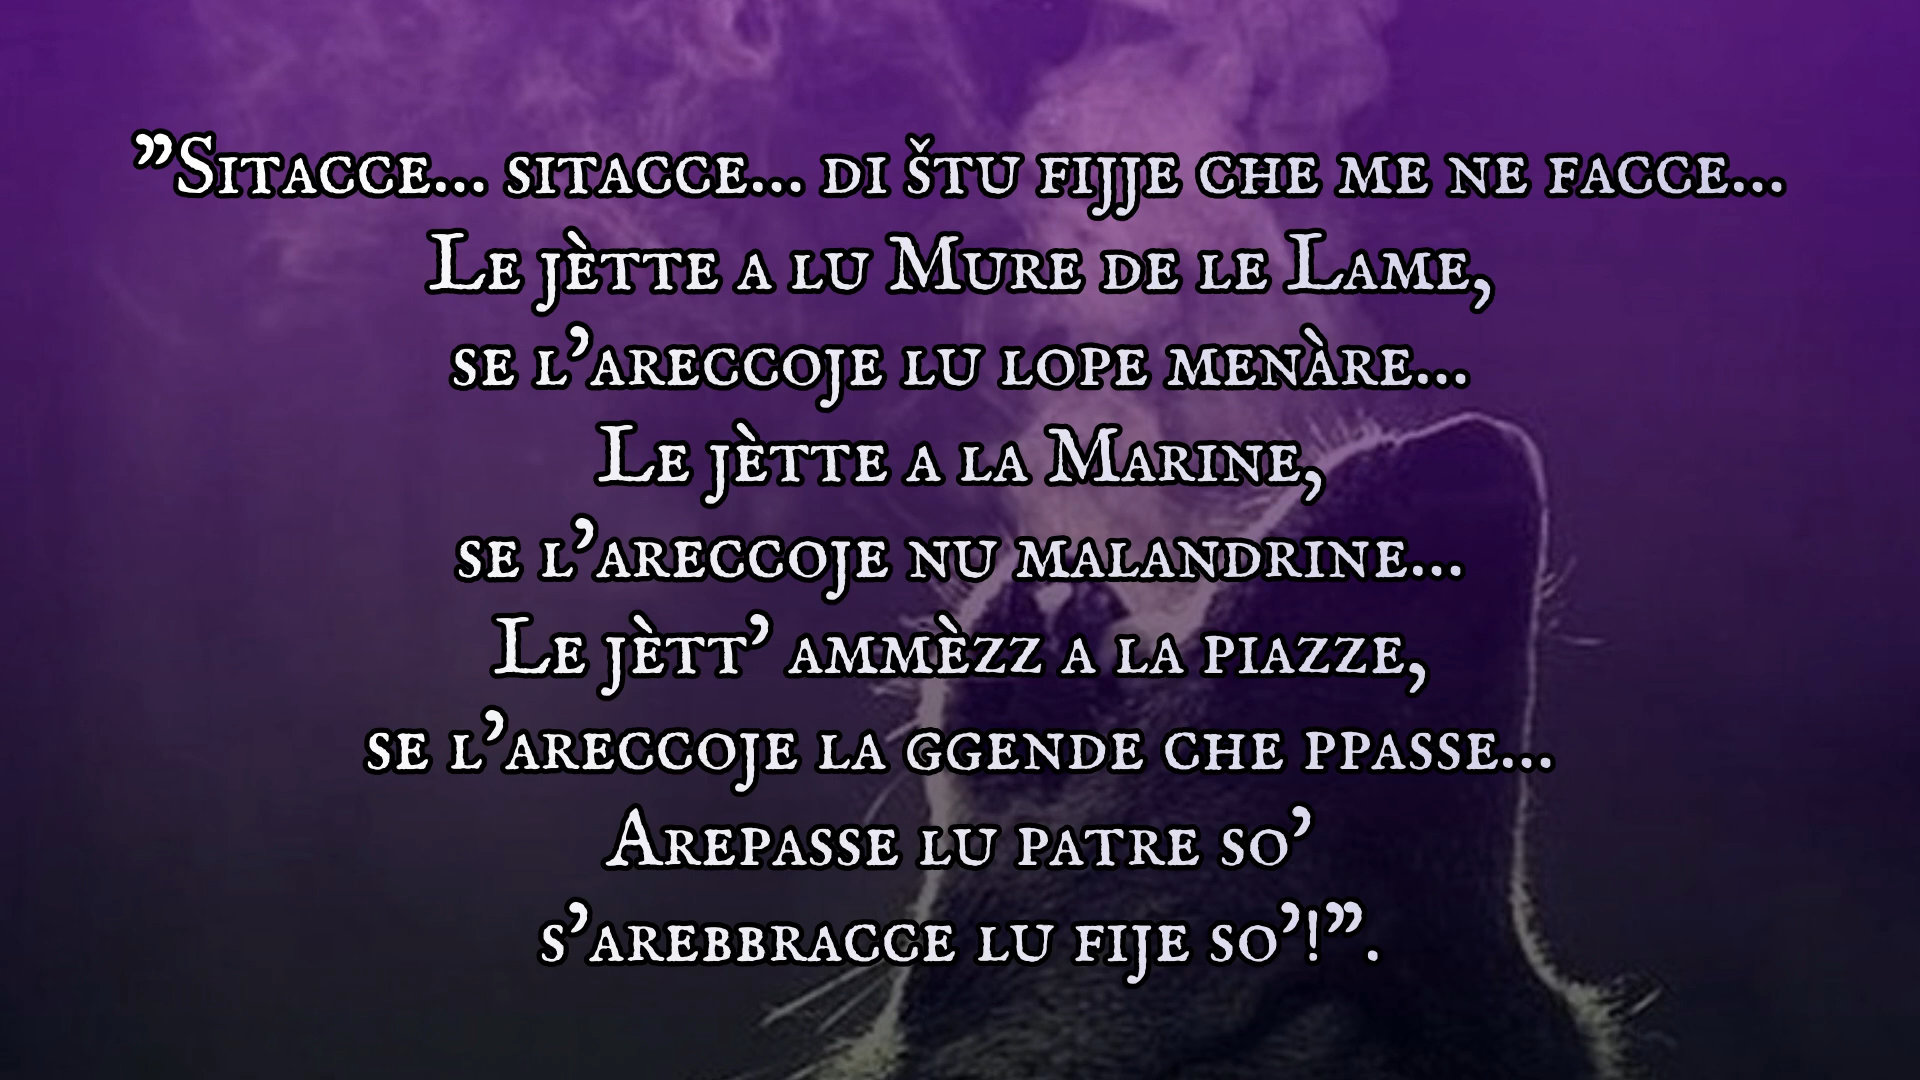 ”Sitacce... sitacce... di štu fijje che me ne facce...
Le jètte a lu Mure de le Lame,
se l’areccoje lu lope menàre...
Le jètte a la Marine,
se l’areccoje nu malandrine...
Le jètt’ ammèzz a la piazze,
se l’areccoje la ggende che ppasse...
Arepasse lu patre so’
s’arebbracce lu fije so’!”.